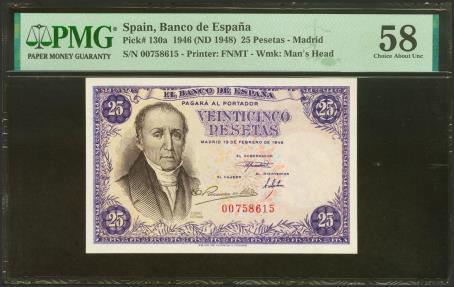 PMG
PAPER MONEY GUARANTY
Spain, Banco de España
Pick# 130a 1946 (ND 1948) 25 Pesetas - Madrid
S/N 00758615 - Printer: FNMT - Wmk: Man's Head
58
Choice About Unc
EL BANCO DE ESPAÑA
PAGARÁ AL PORTADOR
25
25
VEINTICINCO
PESETAS
MADRID 19 DE FEBRERO DE 1946
EL GOBERNADOR
EL CAJERO
EL INTERVENTOR
00758615
25
25